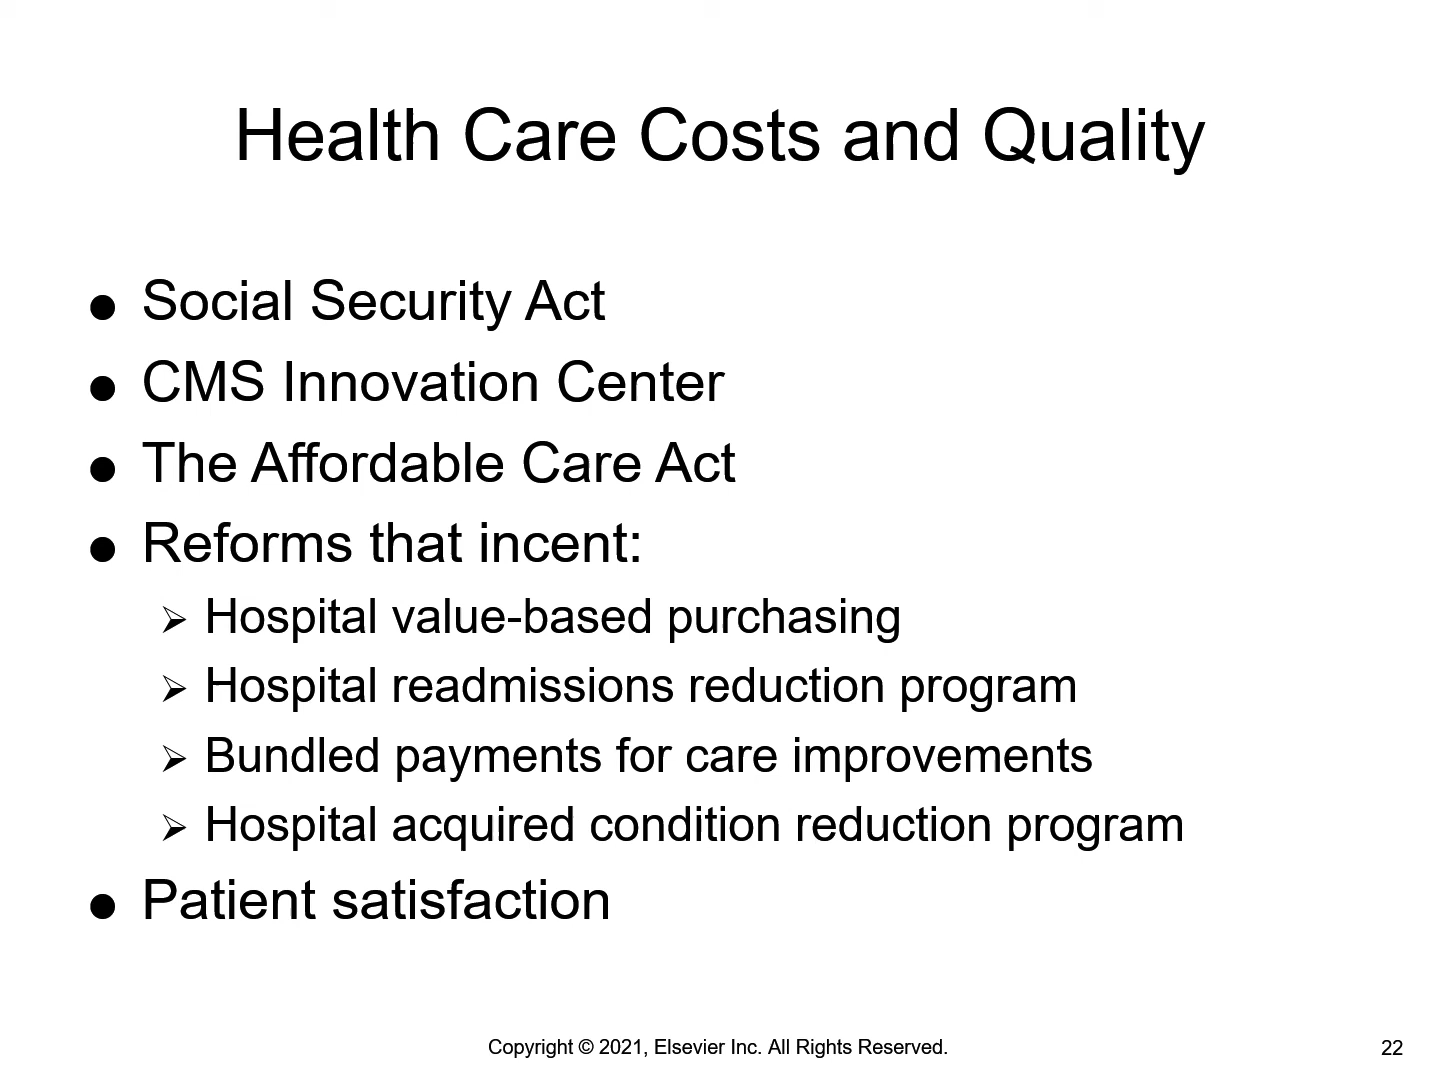 Health Care Costs and Quality
● Social Security Act
● CMS Innovation Center
● The Affordable Care Act
● Reforms that incent:
➢ Hospital value-based purchasing
➢ Hospital readmissions reduction program
➢ Bundled payments for care improvements
➢ Hospital acquired condition reduction program
● Patient satisfaction
Copyright © 2021, Elsevier Inc. All Rights Reserved.
22